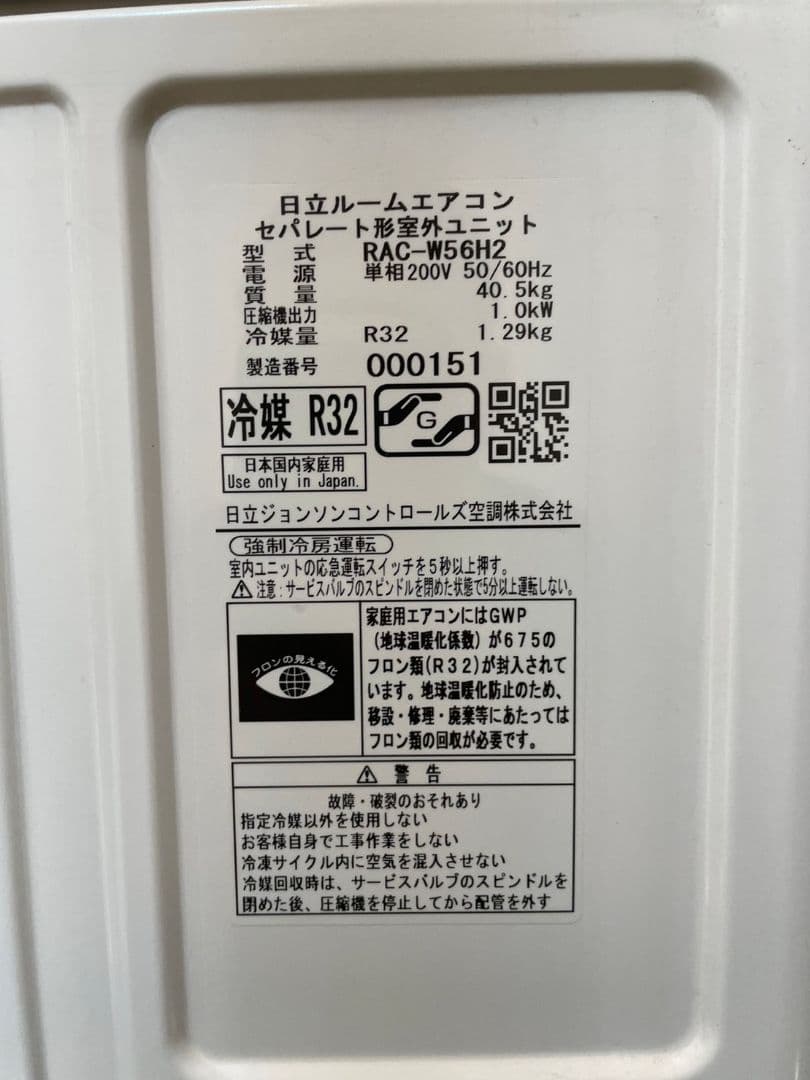 日立ルームエアコン
セパレート形室外ユニット
型 式 RAC-W56H2
電 源 単相200V 50/60Hz
質 量 40.5kg
圧縮機出力 1.0kW
冷媒量 R32 1.29kg
製造番号 000151
冷媒 R32
G
日本国内家庭用
Use only in Japan.
日立ジョンソンコントロールズ空調株式会社
強制冷房運転
室内ユニットの応急運転スイッチを5秒以上押す。
⚠注意:サービスバルブのスピンドルを閉めた状態で5分以上運転しない。
フロンの見える化
家庭用エアコンにはGWP
(地球温暖化係数)が675の
フロン類(R32)が封入されて
います。地球温暖化防止のため、
移設・修理・廃棄等にあたっては
フロン類の回収が必要です。
⚠ 警 告
故障・破裂のおそれあり
指定冷媒以外を使用しない
お客様自身で工事作業をしない
冷凍サイクル内に空気を混入させない
冷媒回収時は、サービスバルブのスピンドルを
閉めた後、圧縮機を停止してから配管を外す